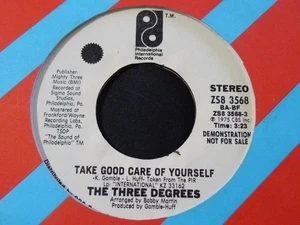 T.M.
Philadelphia
International
Records
Publisher:
Mighty Three
Music (BMI)
Recorded at
Sigma Sound
Studios,
Philadelphia, Pa.
Mastered at
Frankford/Wayne
Recording Labs.
Philadelphia, Pa.
TSOP
"The Sound of
Philadelphia" TM
STEREO
ZS8 3568
BA-BF
ZS8 3568-3
℗ 1975 CBS Inc.
Time: 3:23
DEMONSTRATION
NOT FOR SALE
TAKE GOOD CARE OF YOURSELF
-K. Gamble - L. Huff- Taken From The PIR
Lp: "INTERNATIONAL" KZ 33162
THE THREE DEGREES
Arranged by Bobby Martin
Produced by Gamble-Huff